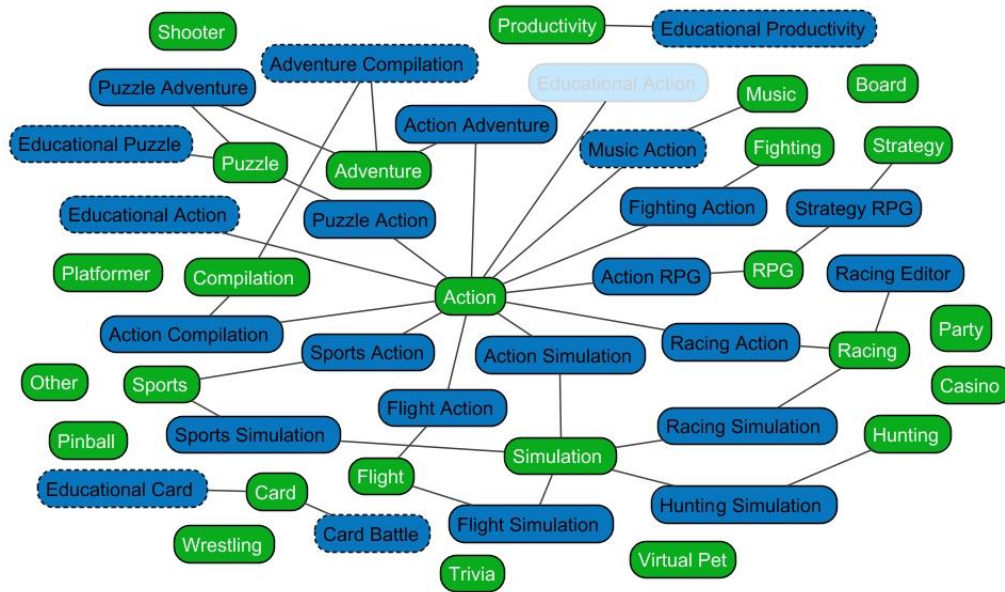 Productivity
Educational Productivity
Shooter
Adventure Compilation
Puzzle Adventure
Educational Action
Music
Board
Action Adventure
Educational Puzzle
Puzzle
Adventure
Music Action
Fighting
Strategy
Educational Action
Puzzle Action
Fighting Action
Strategy RPG
Platformer
Compilation
Action
Action RPG
RPG
Racing Editor
Action Compilation
Sports Action
Action Simulation
Racing Action
Racing
Party
Other
Sports
Flight Action
Casino
Pinball
Sports Simulation
Racing Simulation
Hunting
Simulation
Flight
Educational Card
Card
Hunting Simulation
Card Battle
Flight Simulation
Wrestling
Trivia
Virtual Pet